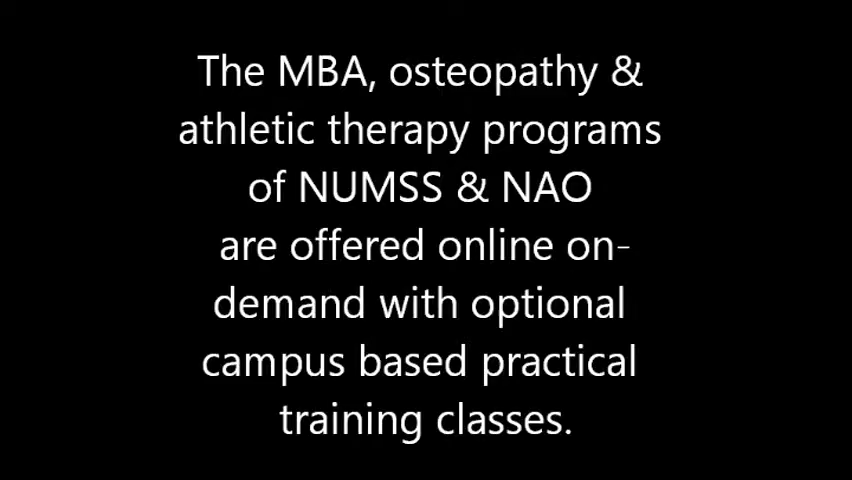 The MBA, osteopathy &
athletic therapy programs
of NUMSS & NAO
are offered online on-
demand with optional
campus based practical
training classes.